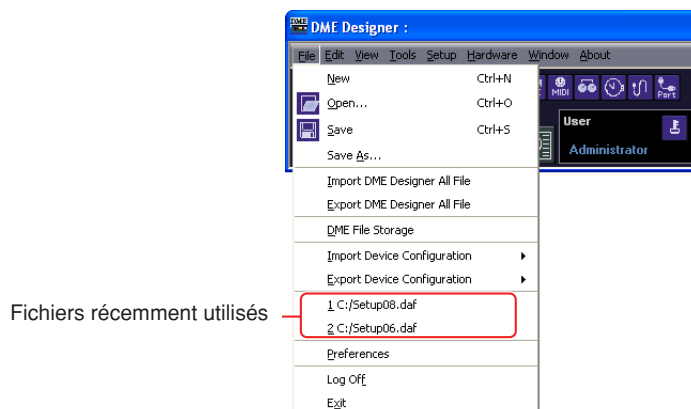 DME
DME Designer :
File Edit View Tools Setup Hardware Window About
New Ctrl+N
Open... Ctrl+O
Save Ctrl+S
Save As...
Import DME Designer All File
Export DME Designer All File
DME File Storage
Import Device Configuration
Export Device Configuration
1 C:/Setup08.daf
2 C:/Setup06.daf
Preferences
Log Off
Exit
MIDI
Port
User
Administrator
Fichiers récemment utilisés